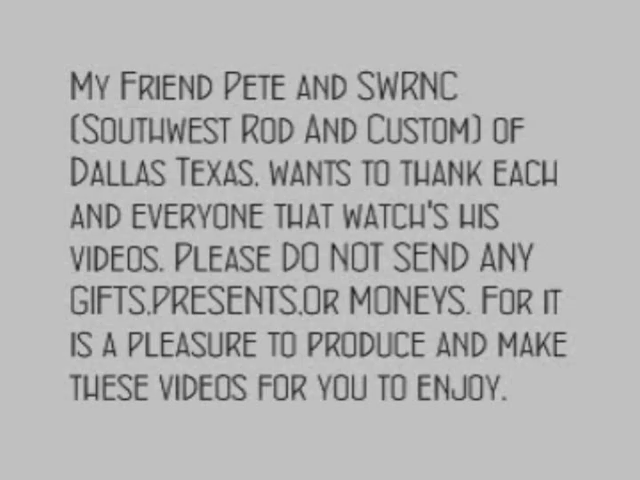 My Friend Pete and SWRNC
(Southwest Rod And Custom) of
Dallas Texas, wants to thank each
and everyone that watch's his
videos. Please DO NOT SEND ANY
GIFTS,PRESENTS,Or MONEYS. For it
is a pleasure to produce and make
these videos for you to enjoy.